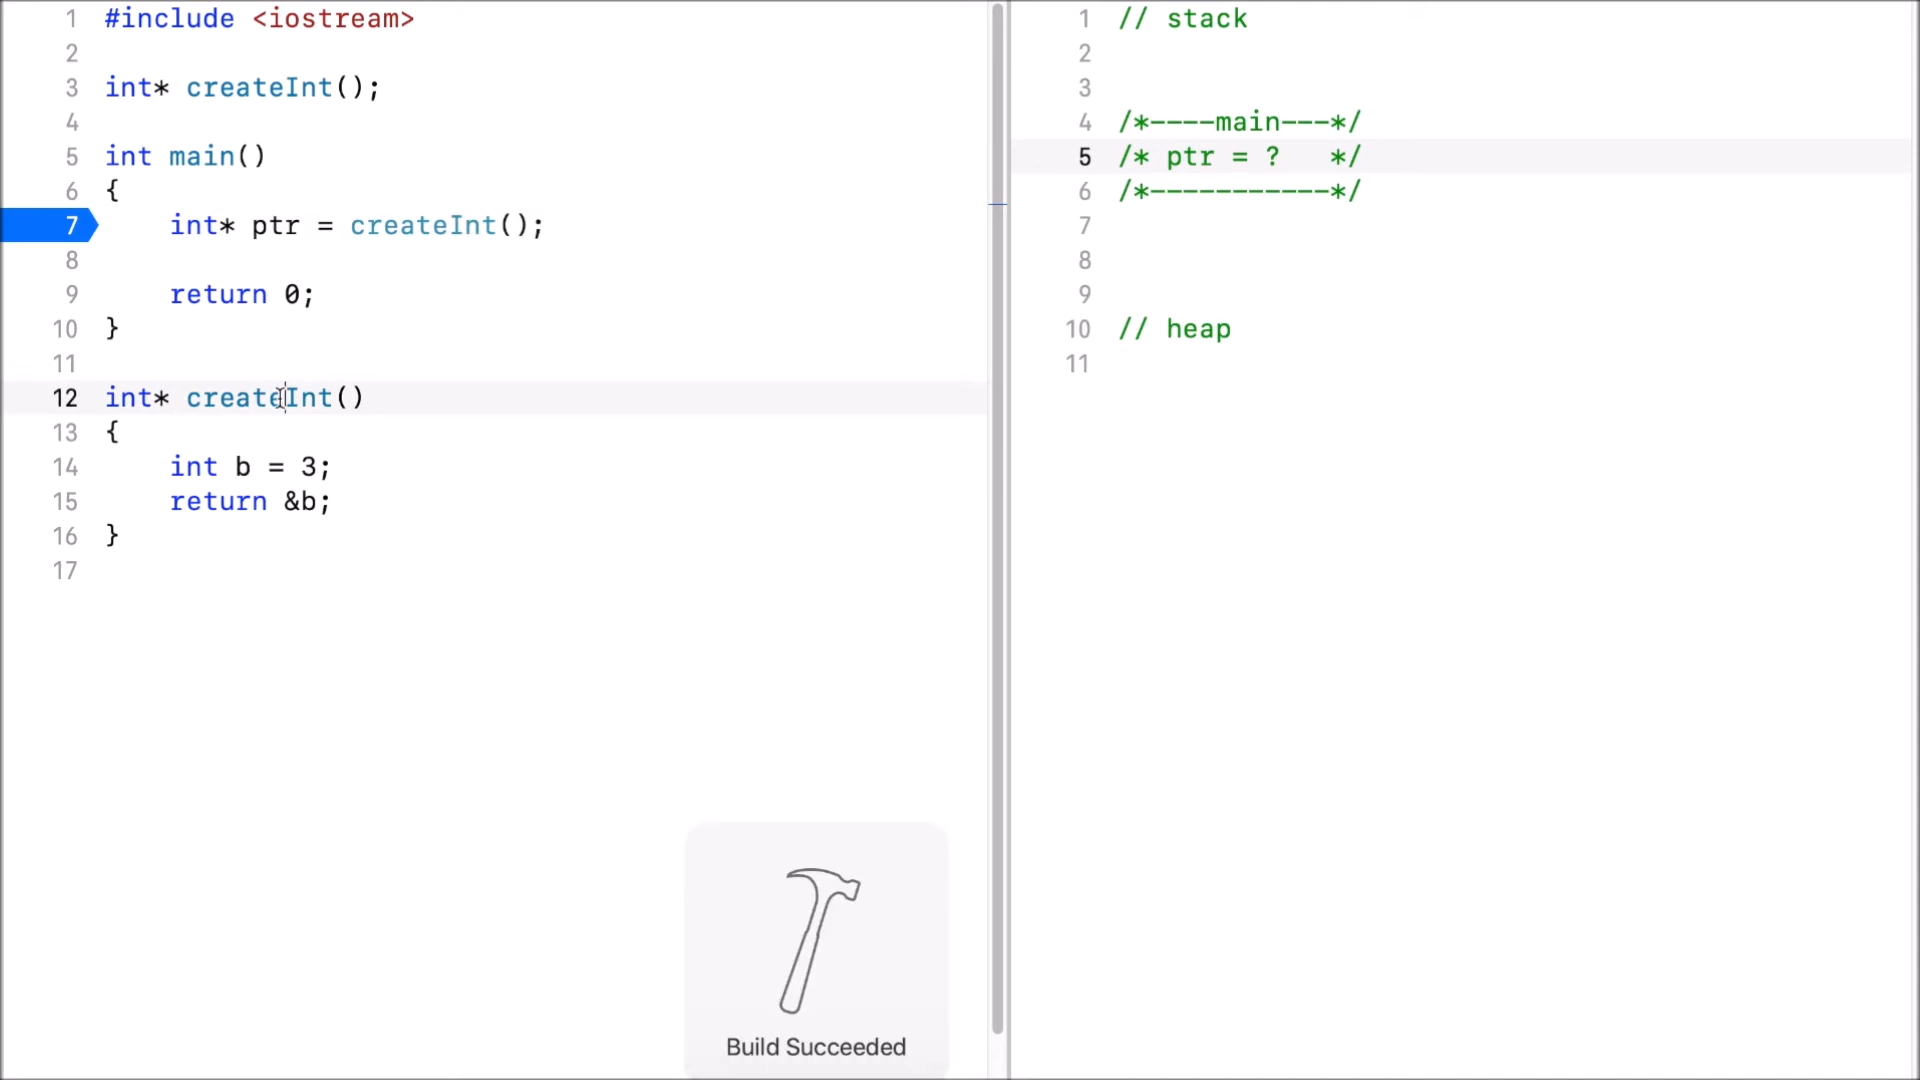 1 #include <iostream>
2
3 int* createInt();
4
5 int main()
6 {
7     int* ptr = createInt();
8
9     return 0;
10 }
11
12 int* createInt()
13 {
14     int b = 3;
15     return &b;
16 }
17
1 // stack
2
3
4 /*----main---*/
5 /* ptr = ?   */
6 /*-----------*/
7
8
9
10 // heap
11
Build Succeeded